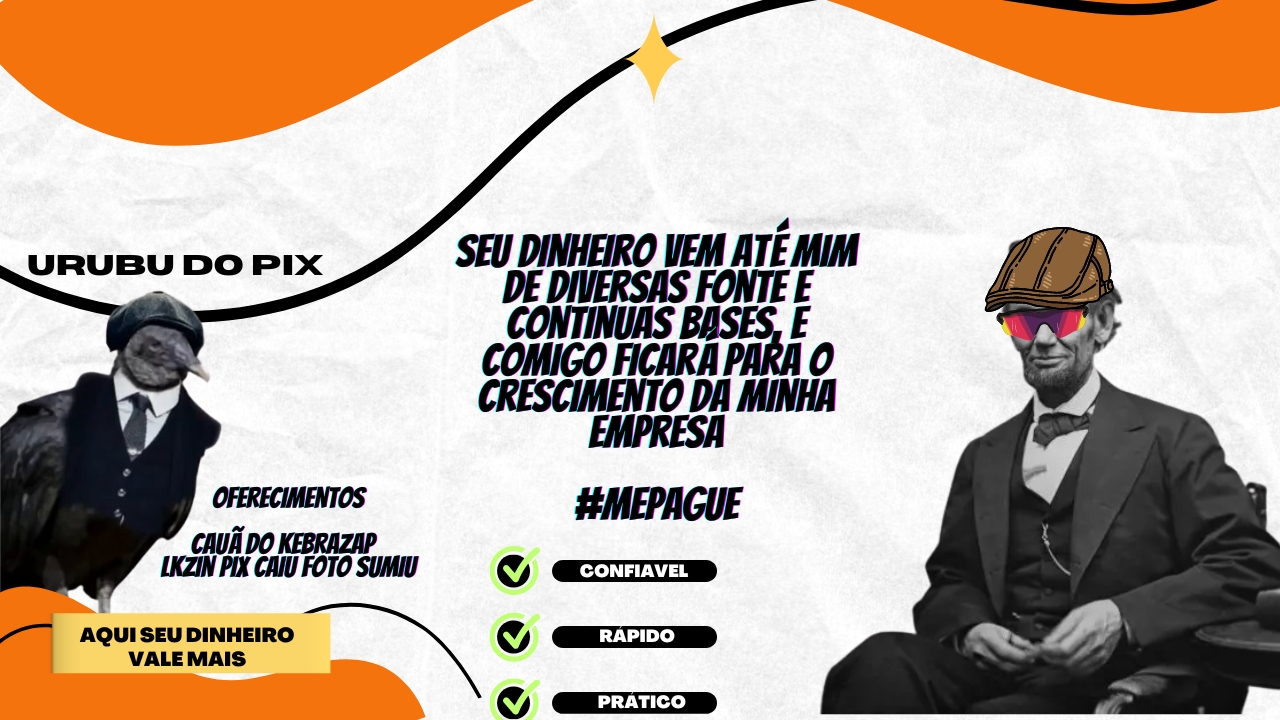 URUBU DO PIX
SEU DINHEIRO VEM ATÉ MIM
DE DIVERSAS FONTE E
CONTINUAS BASES, E
COMIGO FICARÁ PARA O
CRESCIMENTO DA MINHA
EMPRESA
#MEPAGUE
OFERECIMENTOS
CAUÃ DO KEBRAZAP
LKZIN PIX CAIU FOTO SUMIU
AQUI SEU DINHEIRO
VALE MAIS
CONFIAVEL
RÁPIDO
PRÁTICO